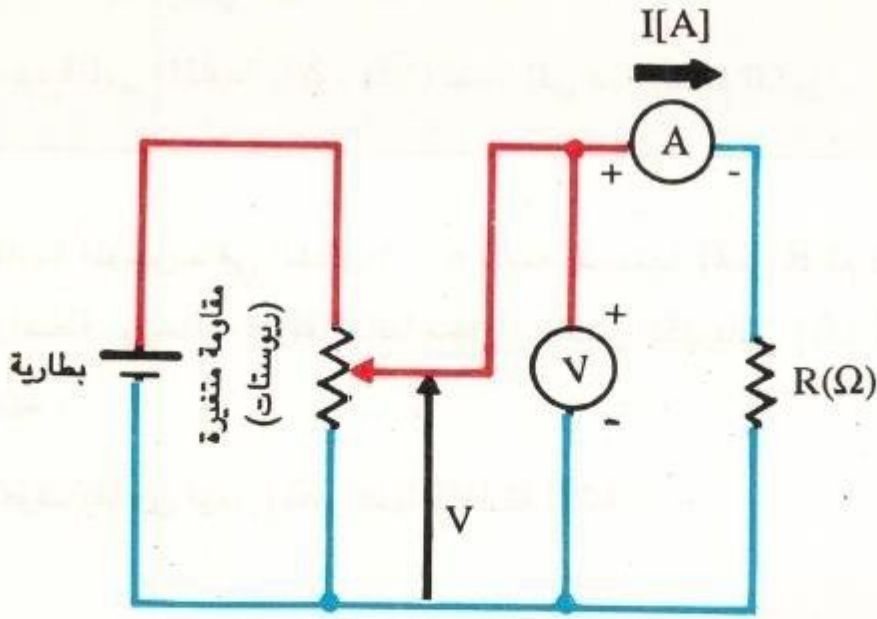 I[A]
A
+ -
بطارية
مقاومة متغيرة
(ريوستات)
+
V
-
R(Ω)
V